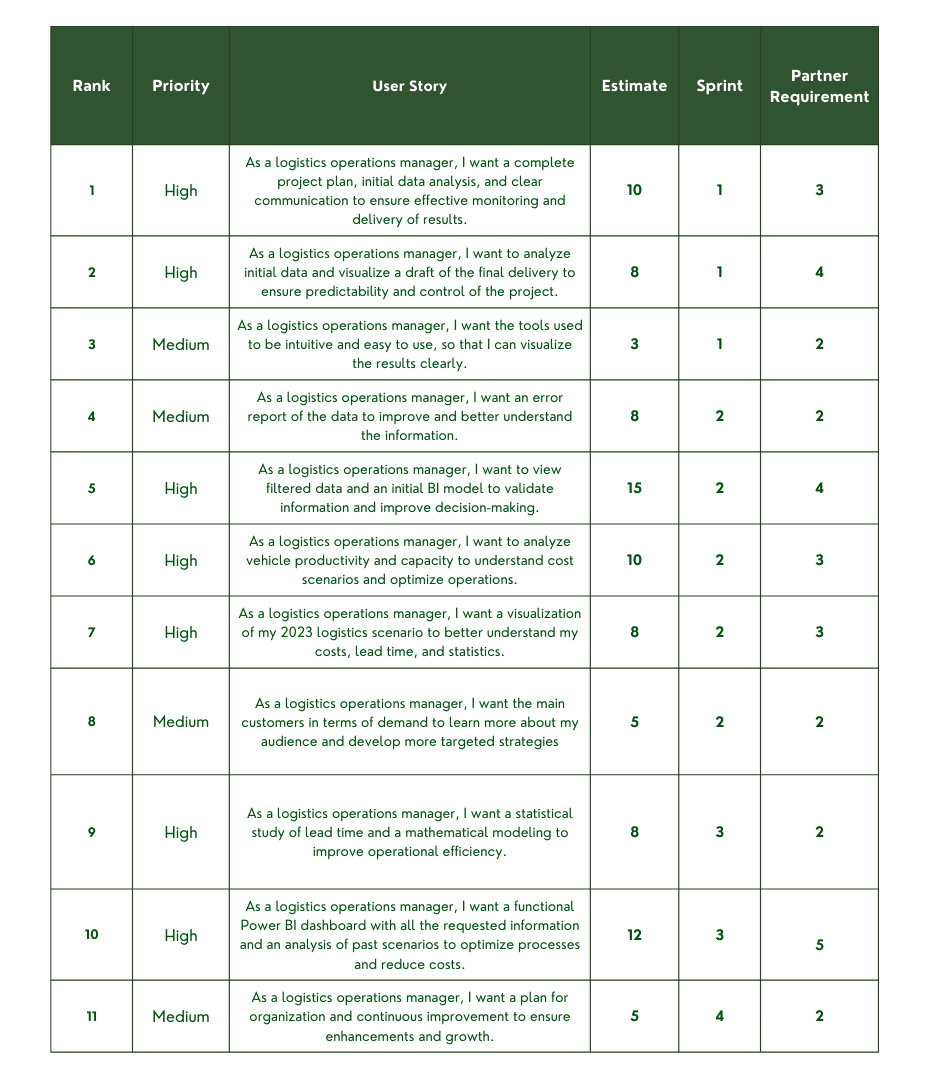 Rank Priority User Story Estimate Sprint Partner Requirement
1 High As a logistics operations manager, I want a complete
project plan, initial data analysis, and clear
communication to ensure effective monitoring and
delivery of results. 10 1 3
2 High As a logistics operations manager, I want to analyze
initial data and visualize a draft of the final delivery to
ensure predictability and control of the project. 8 1 4
3 Medium As a logistics operations manager, I want the tools used
to be intuitive and easy to use, so that I can visualize
the results clearly. 3 1 2
4 Medium As a logistics operations manager, I want an error
report of the data to improve and better understand
the information. 8 2 2
5 High As a logistics operations manager, I want to view
filtered data and an initial BI model to validate
information and improve decision-making. 15 2 4
6 High As a logistics operations manager, I want to analyze
vehicle productivity and capacity to understand cost
scenarios and optimize operations. 10 2 3
7 High As a logistics operations manager, I want a visualization
of my 2023 logistics scenario to better understand my
costs, lead time, and statistics. 8 2 3
8 Medium As a logistics operations manager, I want the main
customers in terms of demand to learn more about my
audience and develop more targeted strategies 5 2 2
9 High As a logistics operations manager, I want a statistical
study of lead time and a mathematical modeling to
improve operational efficiency. 8 3 2
10 High As a logistics operations manager, I want a functional
Power BI dashboard with all the requested information
and an analysis of past scenarios to optimize processes
and reduce costs. 12 3 5
11 Medium As a logistics operations manager, I want a plan for
organization and continuous improvement to ensure
enhancements and growth. 5 4 2